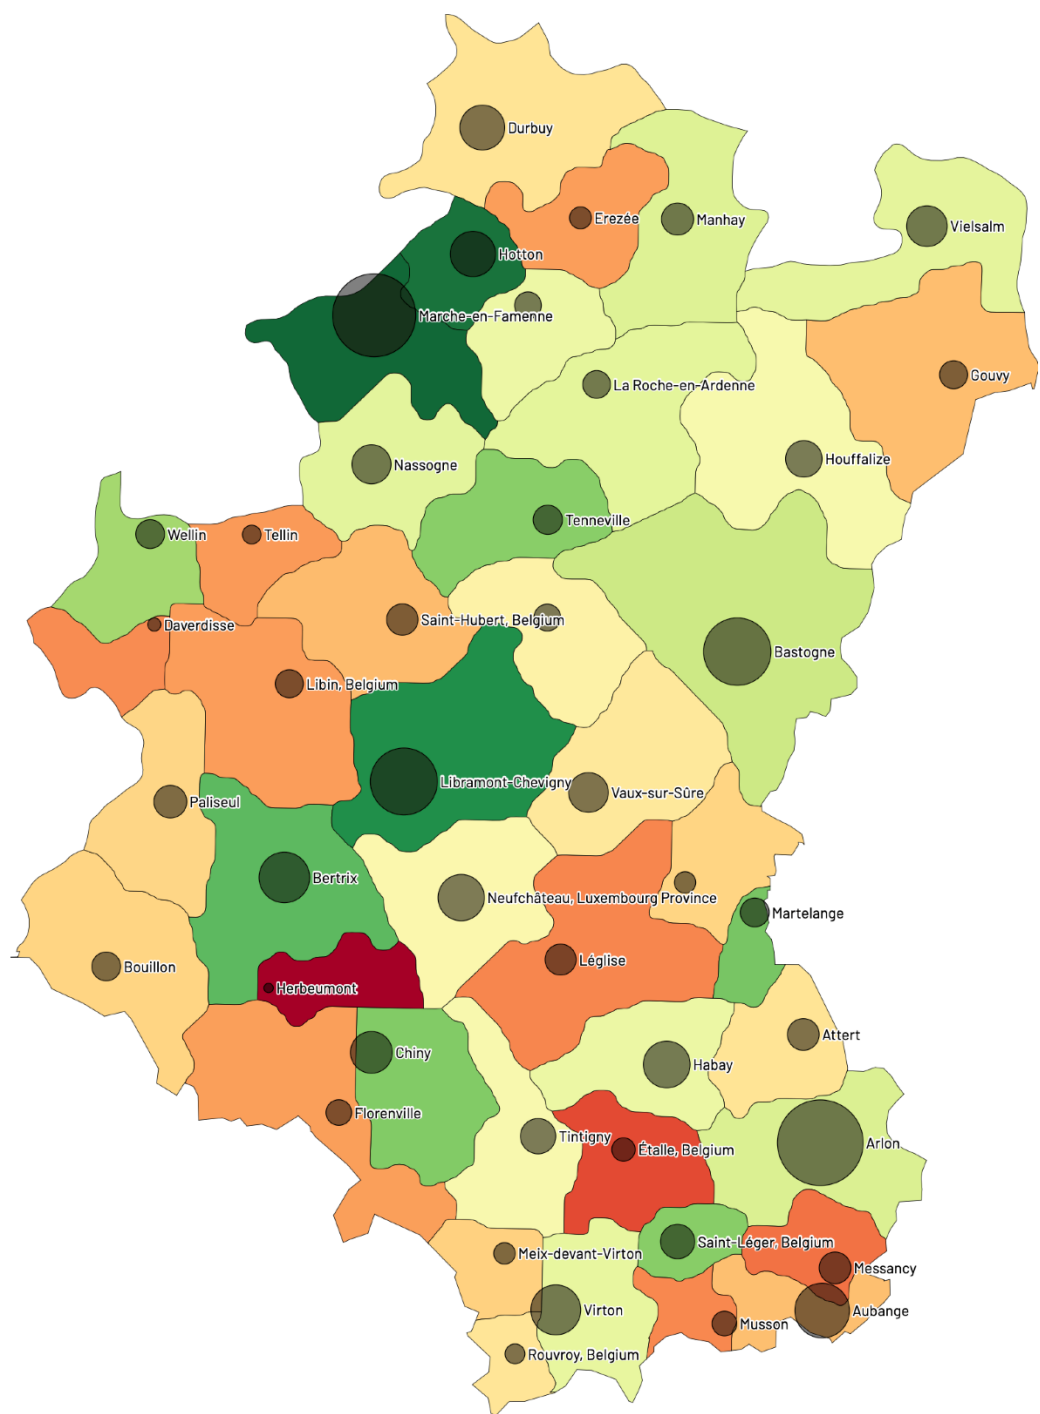 Durbuy
Erezée
Manhay
Vielsalm
Hotton
Marche-en-Famenne
Gouvy
La Roche-en-Ardenne
Nassogne
Houffalize
Tenneville
Wellin
Tellin
Saint-Hubert, Belgium
Daverdisse
Bastogne
Libin, Belgium
Libramont-Chevigny
Vaux-sur-Sûre
Paliseul
Bertrix
Neufchâteau, Luxembourg Province
Martelange
Léglise
Bouillon
Herbeumont
Attert
Chiny
Habay
Florenville
Tintigny
Étalle, Belgium
Arlon
Saint-Léger, Belgium
Meix-devant-Virton
Messancy
Virton
Aubange
Musson
Rouvroy, Belgium